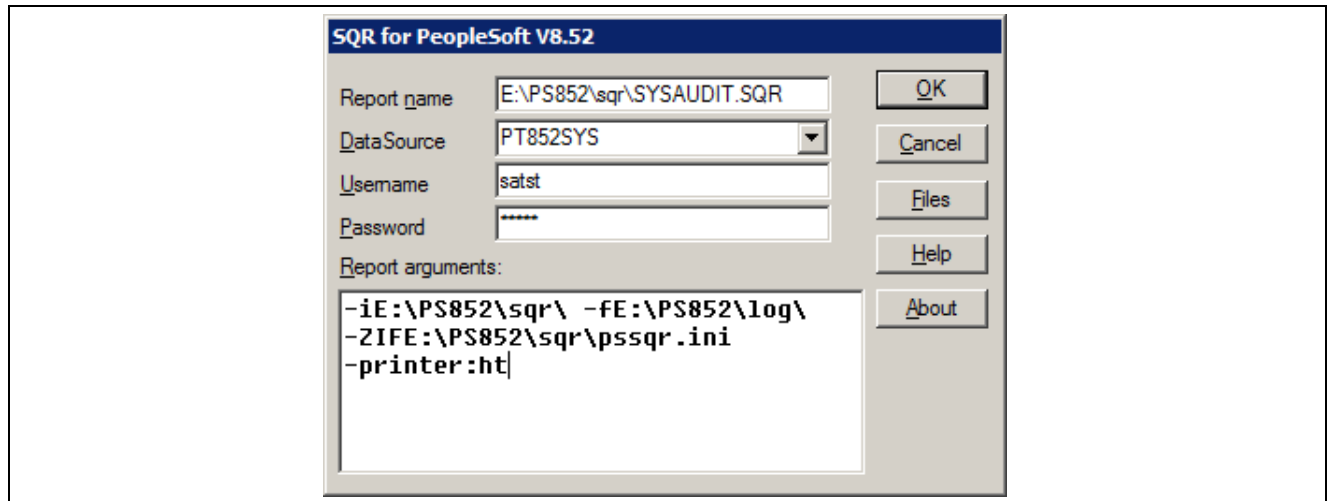 SQR for PeopleSoft V8.52
Report name E:\PS852\sqr\SYSAUDIT.SQR OK
DataSource PT852SYS Cancel
Username satst
Files
Password *****
Help
Report arguments:
-iE:\PS852\sqr\ -fE:\PS852\log\ About
-ZIFE:\PS852\sqr\pssqr.ini
-printer:ht